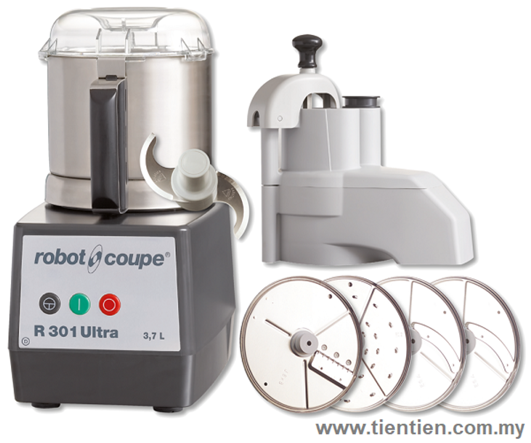 robot coupe®
R 301 Ultra
3,7 L
www.tientien.com.my